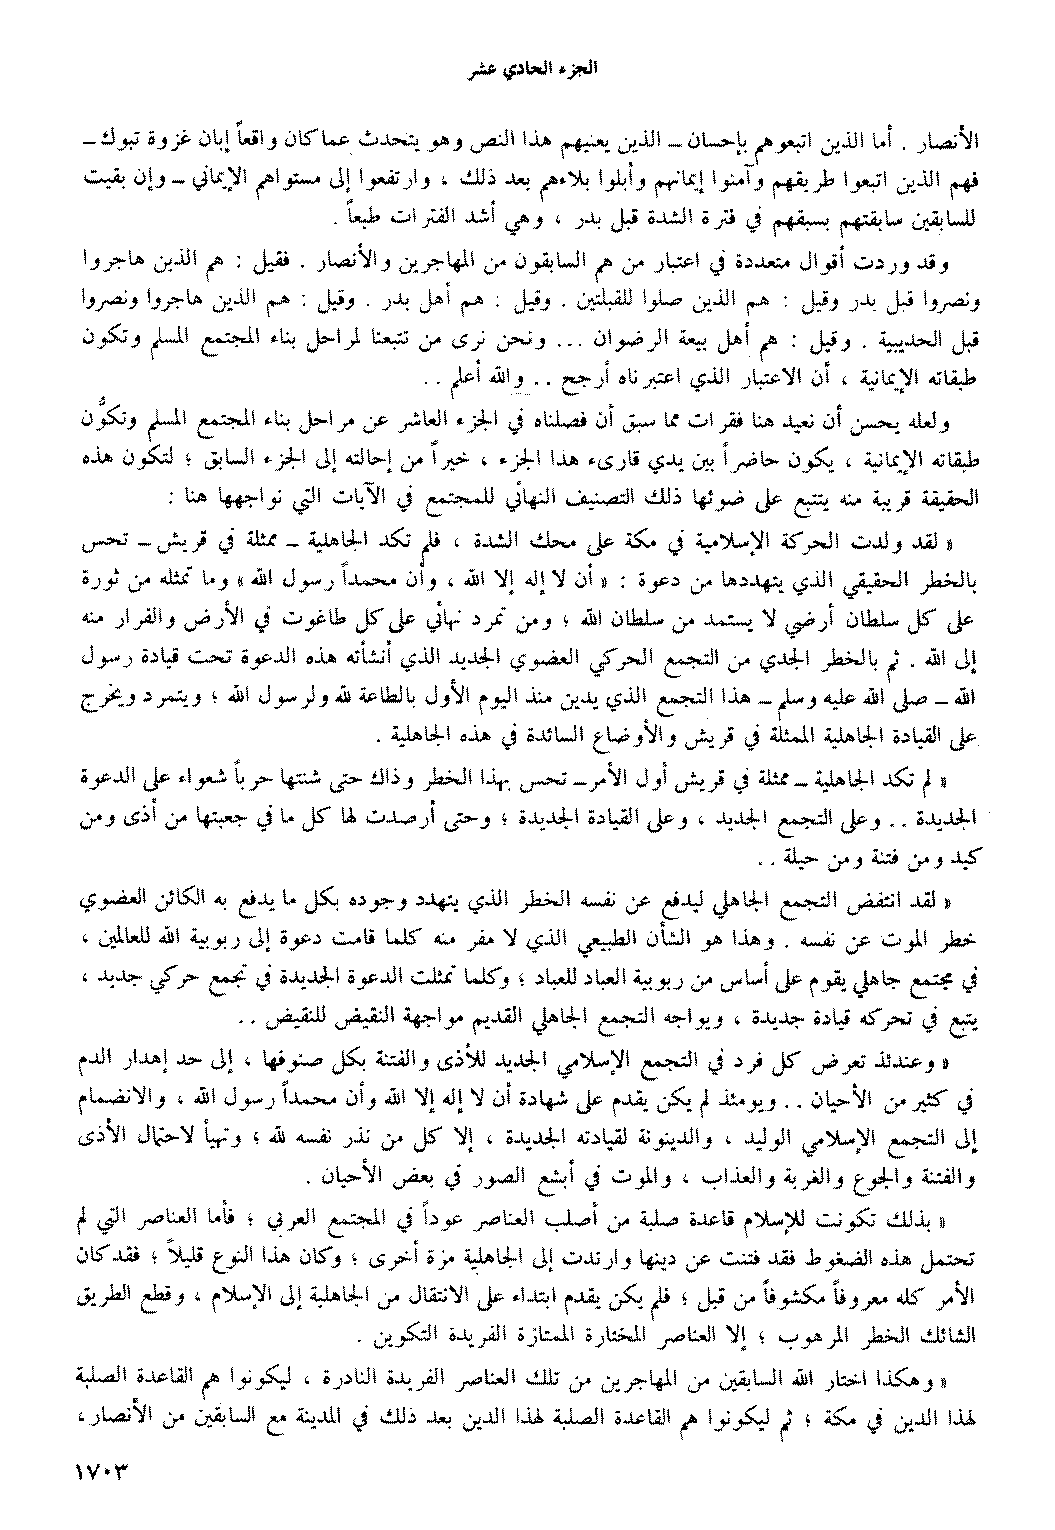 الجزء الحادي عشر
الأنصار . أما الذين اتبعوهم بإحسان – الذين يعنيهم هذا النص وهو يتحدث عما كان واقعاً إبان غزوة تبوك –
فهم الذين اتبعوا طريقهم وآمنوا إيمانهم وأبلوا بلاءهم بعد ذلك ، وارتفعوا إلى مستواهم الإيماني – وإن بقيت
للسابقين سابقتهم بسبقهم في فترة الشدة قبل بدر ، وهي أشد الفترات طبعاً .
وقد وردت أقوال متعددة في اعتبار من هم السابقون من المهاجرين والأنصار . فقيل : هم الذين هاجروا
ونصروا قبل بدر وقيل : هم الذين صلوا للقبلتين . وقيل : هم أهل بدر . وقيل : هم الذين هاجروا ونصروا
قبل الحديبية . وقيل : هم أهل بيعة الرضوان ... ونحن نرى من تتبعنا لمراحل بناء المجتمع المسلم وتكون
طبقاته الإيمانية ، أن الاعتبار الذي اعتبرناه أرجح .. والله أعلم ..
ولعله يحسن أن نعيد هنا فقرات مما سبق أن فصلناه في الجزء العاشر عن مراحل بناء المجتمع المسلم وتكوُّن
طبقاته الإيمانية ، يكون حاضراً بين يدي قارىء هذا الجزء ، خيراً من إحالته إلى الجزء السابق ؛ لتكون هذه
الحقيقة قريبة منه يتتبع على ضوئها ذلك التصنيف النهائي للمجتمع في الآيات التي نواجهها هنا :
« لقد ولدت الحركة الإسلامية في مكة على محك الشدة ، فلم تكد الجاهلية – ممثلة في قريش – تحس
بالخطر الحقيقي الذي يتهددها من دعوة : « أن لا إله إلا الله ، وأن محمداً رسول الله » وما تمثله من ثورة
على كل سلطان أرضي لا يستمد من سلطان الله ؛ ومن تمرد نهائي على كل طاغوت في الأرض والفرار منه
إلى الله . ثم بالخطر الجدي من التجمع الحركي العضوي الجديد الذي أنشأته هذه الدعوة تحت قيادة رسول
الله – صلى الله عليه وسلم – هذا التجمع الذي يدين منذ اليوم الأول بالطاعة لله ولرسول الله ؛ ويتمرد ويخرج
على القيادة الجاهلية الممثلة في قريش والأوضاع السائدة في هذه الجاهلية .
« لم تكد الجاهلية – ممثلة في قريش أول الأمر – تحس بهذا الخطر وذاك حتى شنتها حرباً شعواء على الدعوة
الجديدة .. وعلى التجمع الجديد ، وعلى القيادة الجديدة ؛ وحتى أرصدت لها كل ما في جعبتها من أذى ومن
كيد ومن فتنة ومن حيلة ..
« لقد انتفض التجمع الجاهلي ليدفع عن نفسه الخطر الذي يتهدد وجوده بكل ما يدفع به الكائن العضوي
خطر الموت عن نفسه . وهذا هو الشأن الطبيعي الذي لا مفر منه كلما قامت دعوة إلى ربوبية الله للعالمين ،
في مجتمع جاهلي يقوم على أساس من ربوبية العباد للعباد ؛ وكلما تمثلت الدعوة الجديدة في تجمع حركي جديد ،
يتبع في تحركه قيادة جديدة ، ويواجه التجمع الجاهلي القديم مواجهة النقيض للنقيض ..
« وعندئذ تعرض كل فرد في التجمع الإسلامي الجديد للأذى والفتنة بكل صنوفها ، إلى حد إهدار الدم
في كثير من الأحيان .. ويومئذ لم يكن يقدم على شهادة أن لا إله إلا الله وأن محمداً رسول الله ، والانضمام
إلى التجمع الإسلامي الوليد ، والدينونة لقيادته الجديدة ، إلا كل من نذر نفسه لله ؛ وتهيأ لاحتمال الأذى
والفتنة والجوع والغربة والعذاب ، والموت في أبشع الصور في بعض الأحيان .
« بذلك تكونت للإسلام قاعدة صلبة من أصلب العناصر عوداً في المجتمع العربي ؛ فأما العناصر التي لم
تحتمل هذه الضغوط فقد فتنت عن دينها وارتدت إلى الجاهلية مرة أخرى ؛ وكان هذا النوع قليلاً ؛ فقد كان
الأمر كله معروفاً مكشوفاً من قبل ؛ فلم يكن يقدم ابتداء على الانتقال من الجاهلية إلى الإسلام ، وقطع الطريق
الشائك الخطر المرهوب ؛ إلا العناصر المختارة الممتازة الفريدة التكوين .
« وهكذا اختار الله السابقين من المهاجرين من تلك العناصر الفريدة النادرة ، ليكونوا هم القاعدة الصلبة
لهذا الدين في مكة ؛ ثم ليكونوا هم القاعدة الصلبة لهذا الدين بعد ذلك في المدينة مع السابقين من الأنصار ،
١٧٠٣